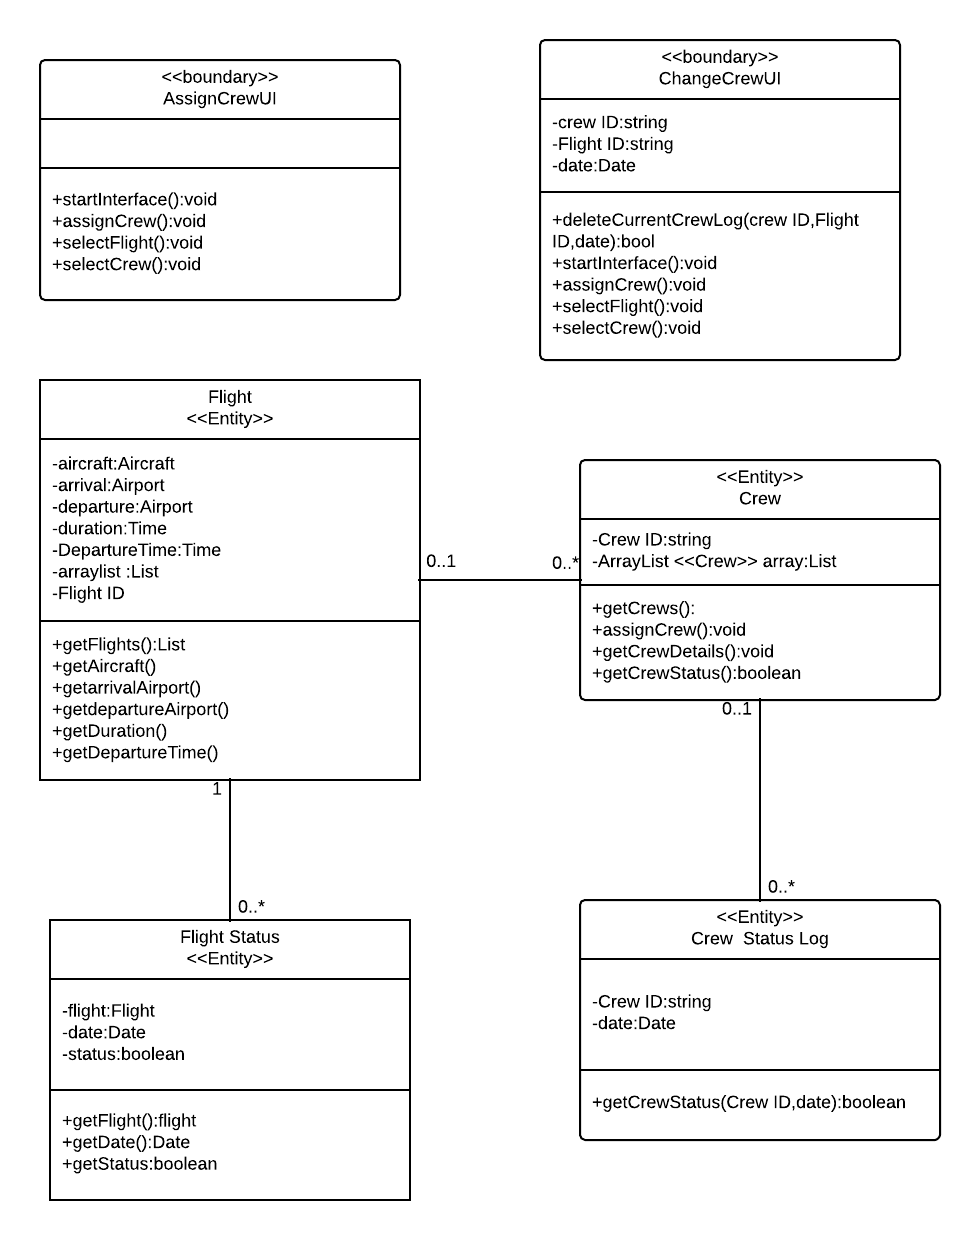 <<boundary>>
AssignCrewUI
+startInterface():void
+assignCrew():void
+selectFlight():void
+selectCrew():void
<<boundary>>
ChangeCrewUI
-crew ID:string
-Flight ID:string
-date:Date
+deleteCurrentCrewLog(crew ID,Flight
ID,date):bool
+startInterface():void
+assignCrew():void
+selectFlight():void
+selectCrew():void
Flight
<<Entity>>
-aircraft:Aircraft
-arrival:Airport
-departure:Airport
-duration:Time
-DepartureTime:Time
-arraylist :List
-Flight ID
+getFlights():List
+getAircraft()
+getarrivalAirport()
+getdepartureAirport()
+getDuration()
+getDepartureTime()
0..1
0..*
<<Entity>>
Crew
-Crew ID:string
-ArrayList <<Crew>> array:List
+getCrews():
+assignCrew():void
+getCrewDetails():void
+getCrewStatus():boolean
1
0..*
0..1
0..*
Flight Status
<<Entity>>
-flight:Flight
-date:Date
-status:boolean
+getFlight():flight
+getDate():Date
+getStatus:boolean
<<Entity>>
Crew  Status Log
-Crew ID:string
-date:Date
+getCrewStatus(Crew ID,date):boolean